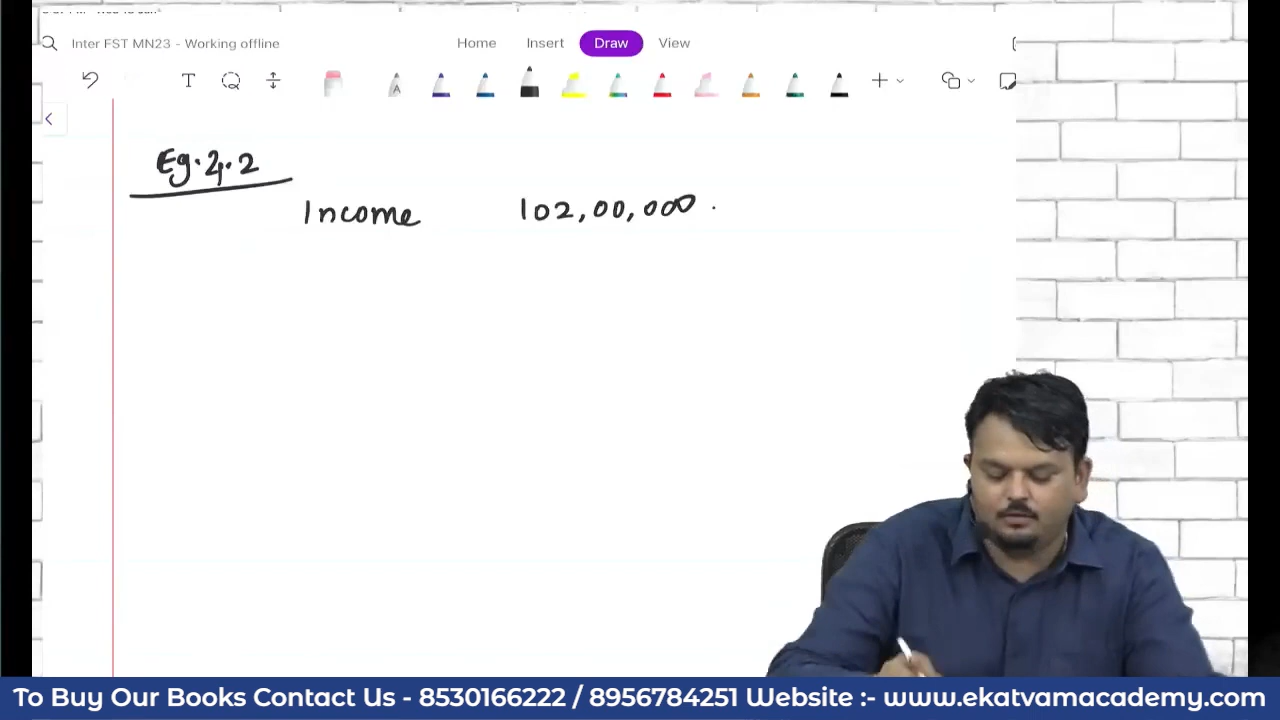 Inter FST MN23 - Working offline
Home Insert Draw View
T A
Eg. 2.2
Income 102,00,000
To Buy Our Books Contact Us - 8530166222 / 8956784251 Website :- www.ekatvamacademy.com